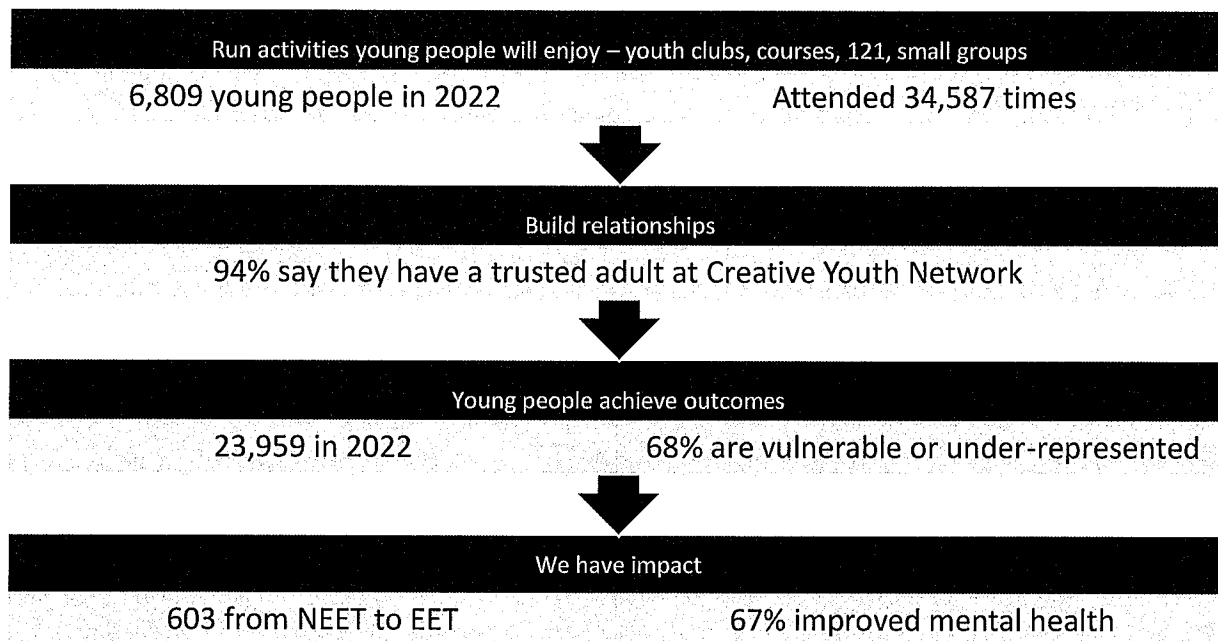 Run activities young people will enjoy – youth clubs, courses, 121, small groups
6,809 young people in 2022 Attended 34,587 times
Build relationships
94% say they have a trusted adult at Creative Youth Network
Young people achieve outcomes
23,959 in 2022 68% are vulnerable or under-represented
We have impact
603 from NEET to EET 67% improved mental health